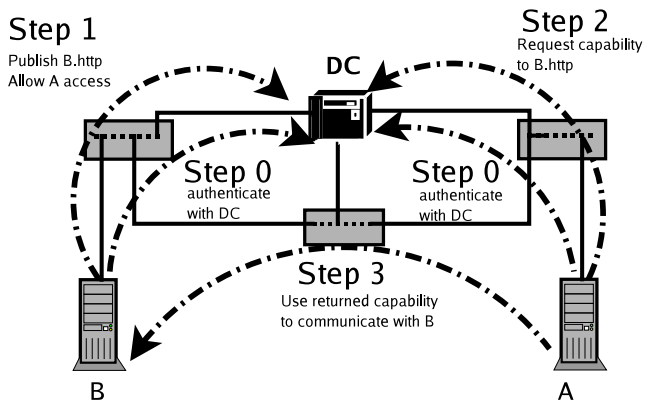 Step 1
Publish B.http
Allow A access
Step 2
Request capability
to B.http
DC
Step 0
authenticate
with DC
Step 0
authenticate
with DC
Step 3
Use returned capability
to communicate with B
B
A